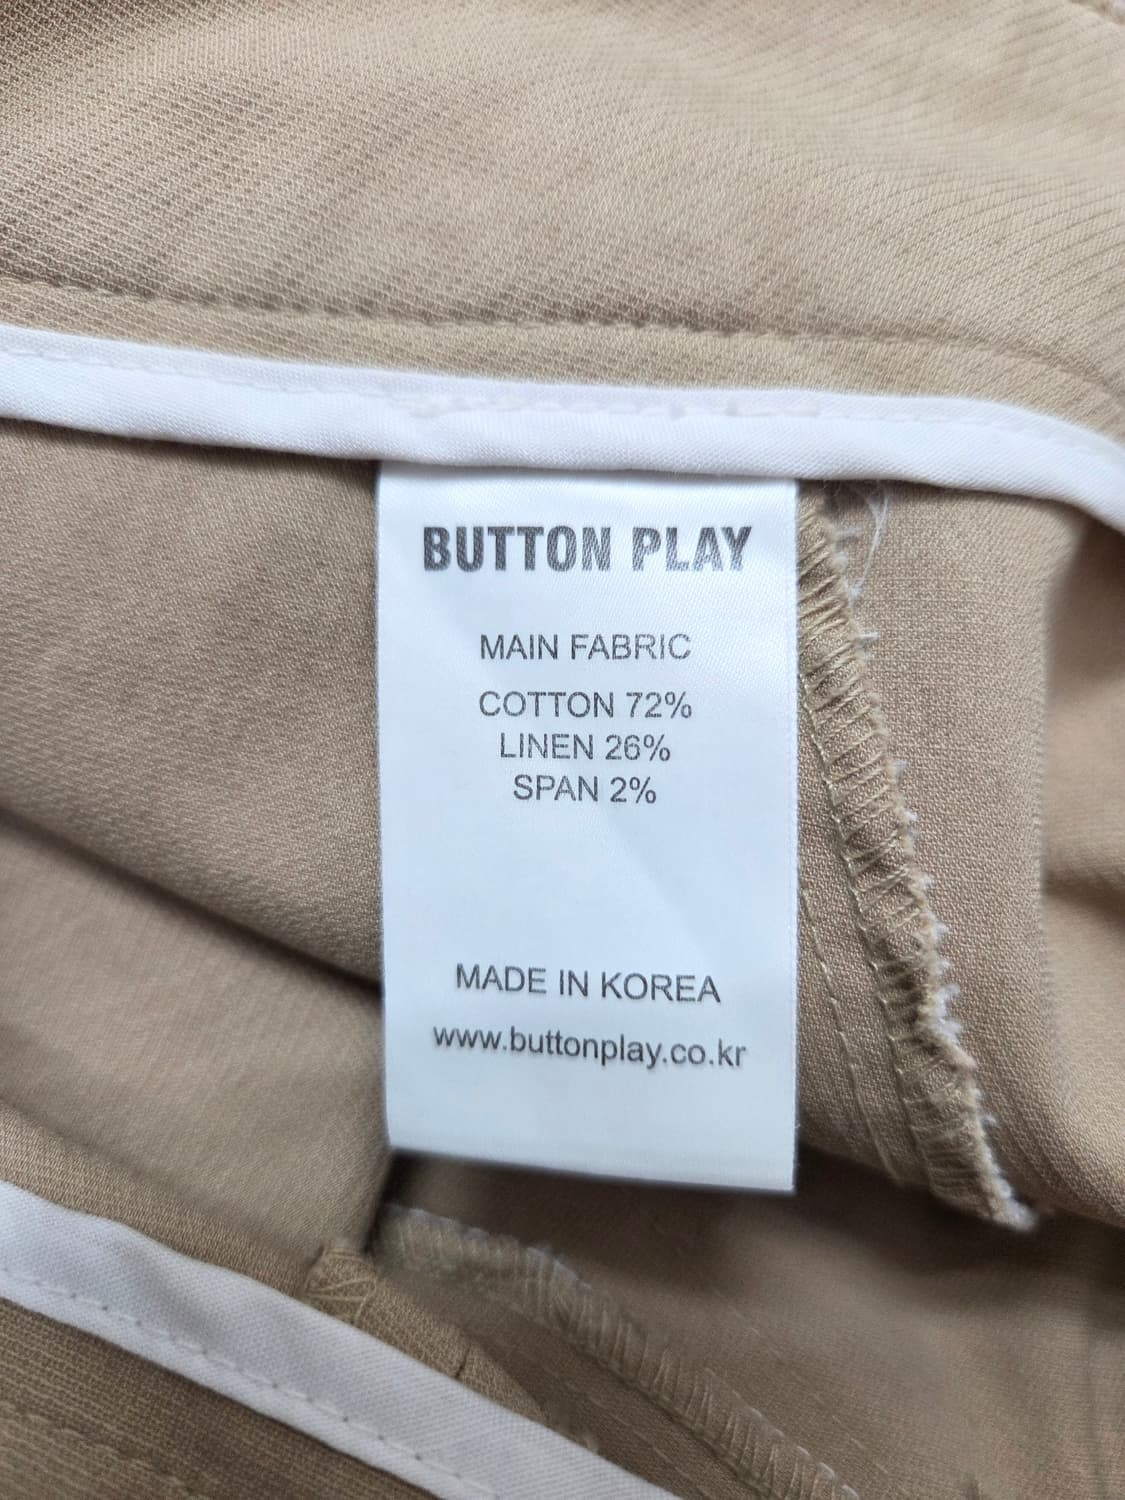 BUTTON PLAY
MAIN FABRIC
COTTON 72%
LINEN 26%
SPAN 2%
MADE IN KOREA
www.buttonplay.co.kr